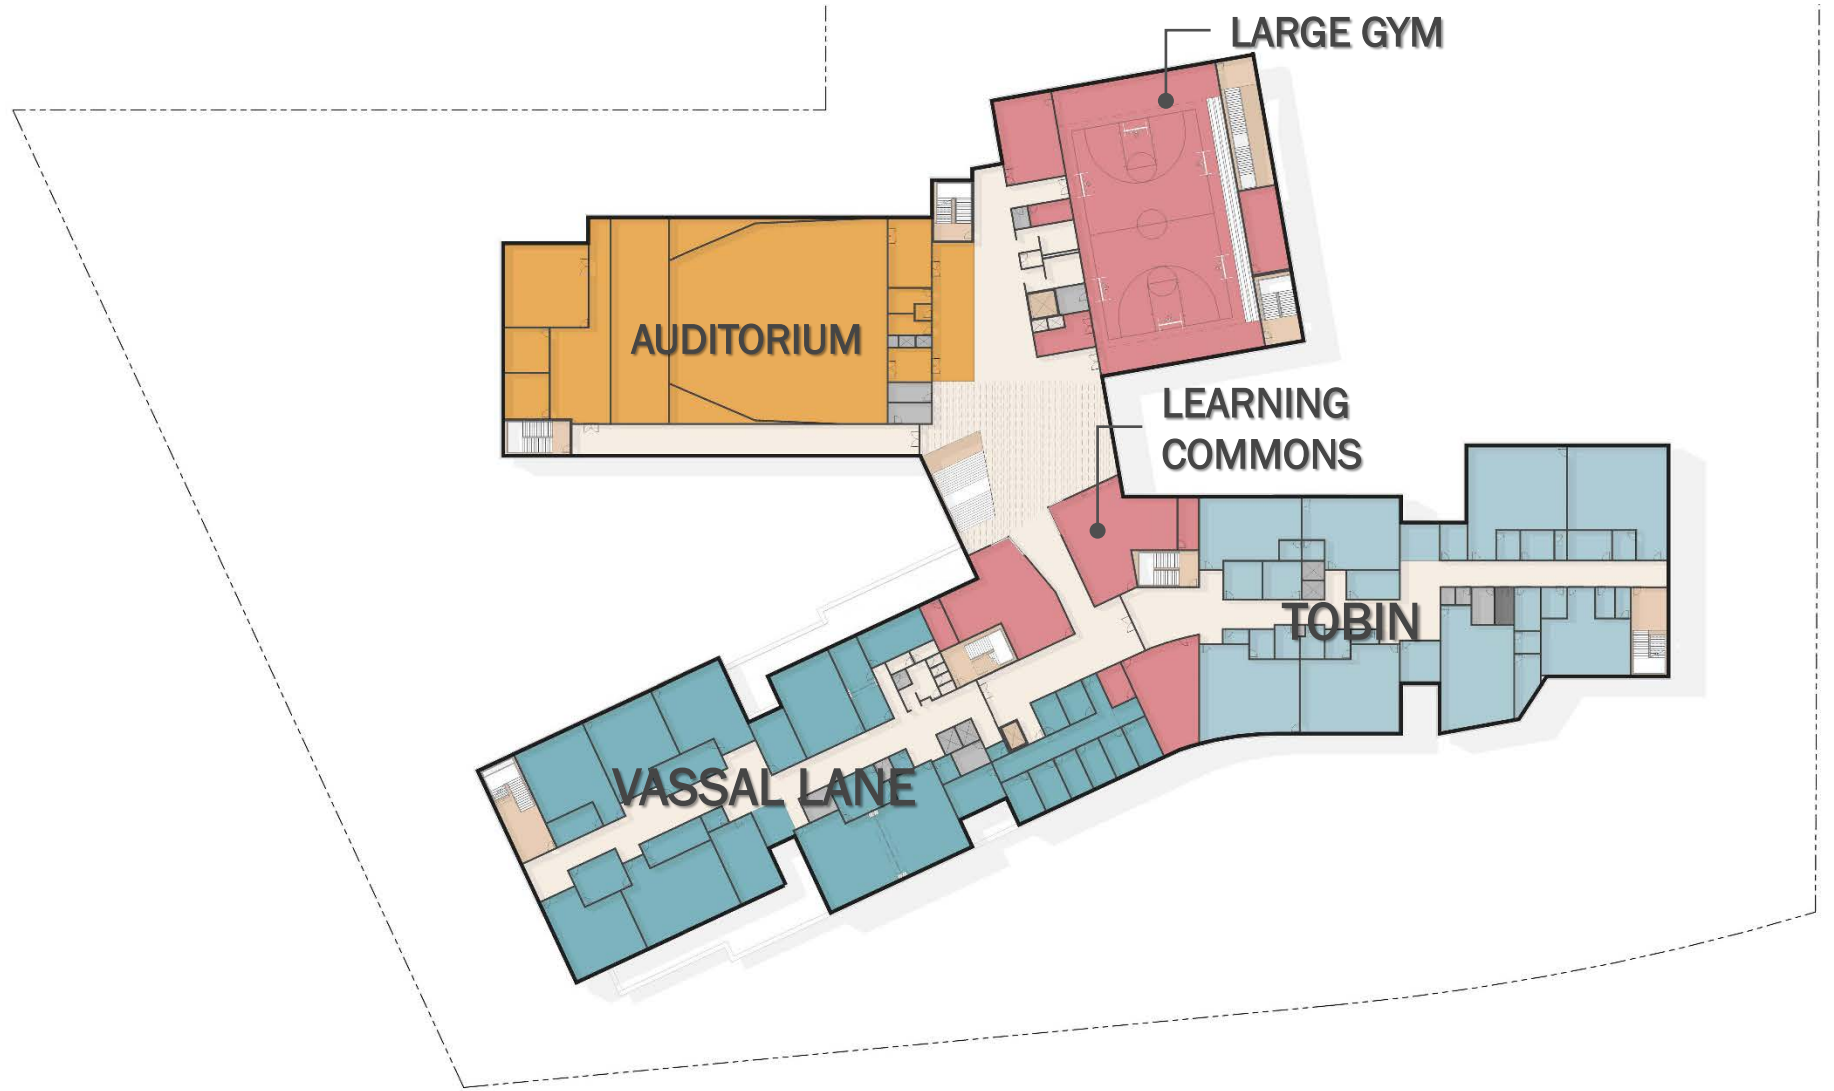 LARGE GYM
AUDITORIUM
LEARNING
COMMONS
TOBIN
VASSAL LANE